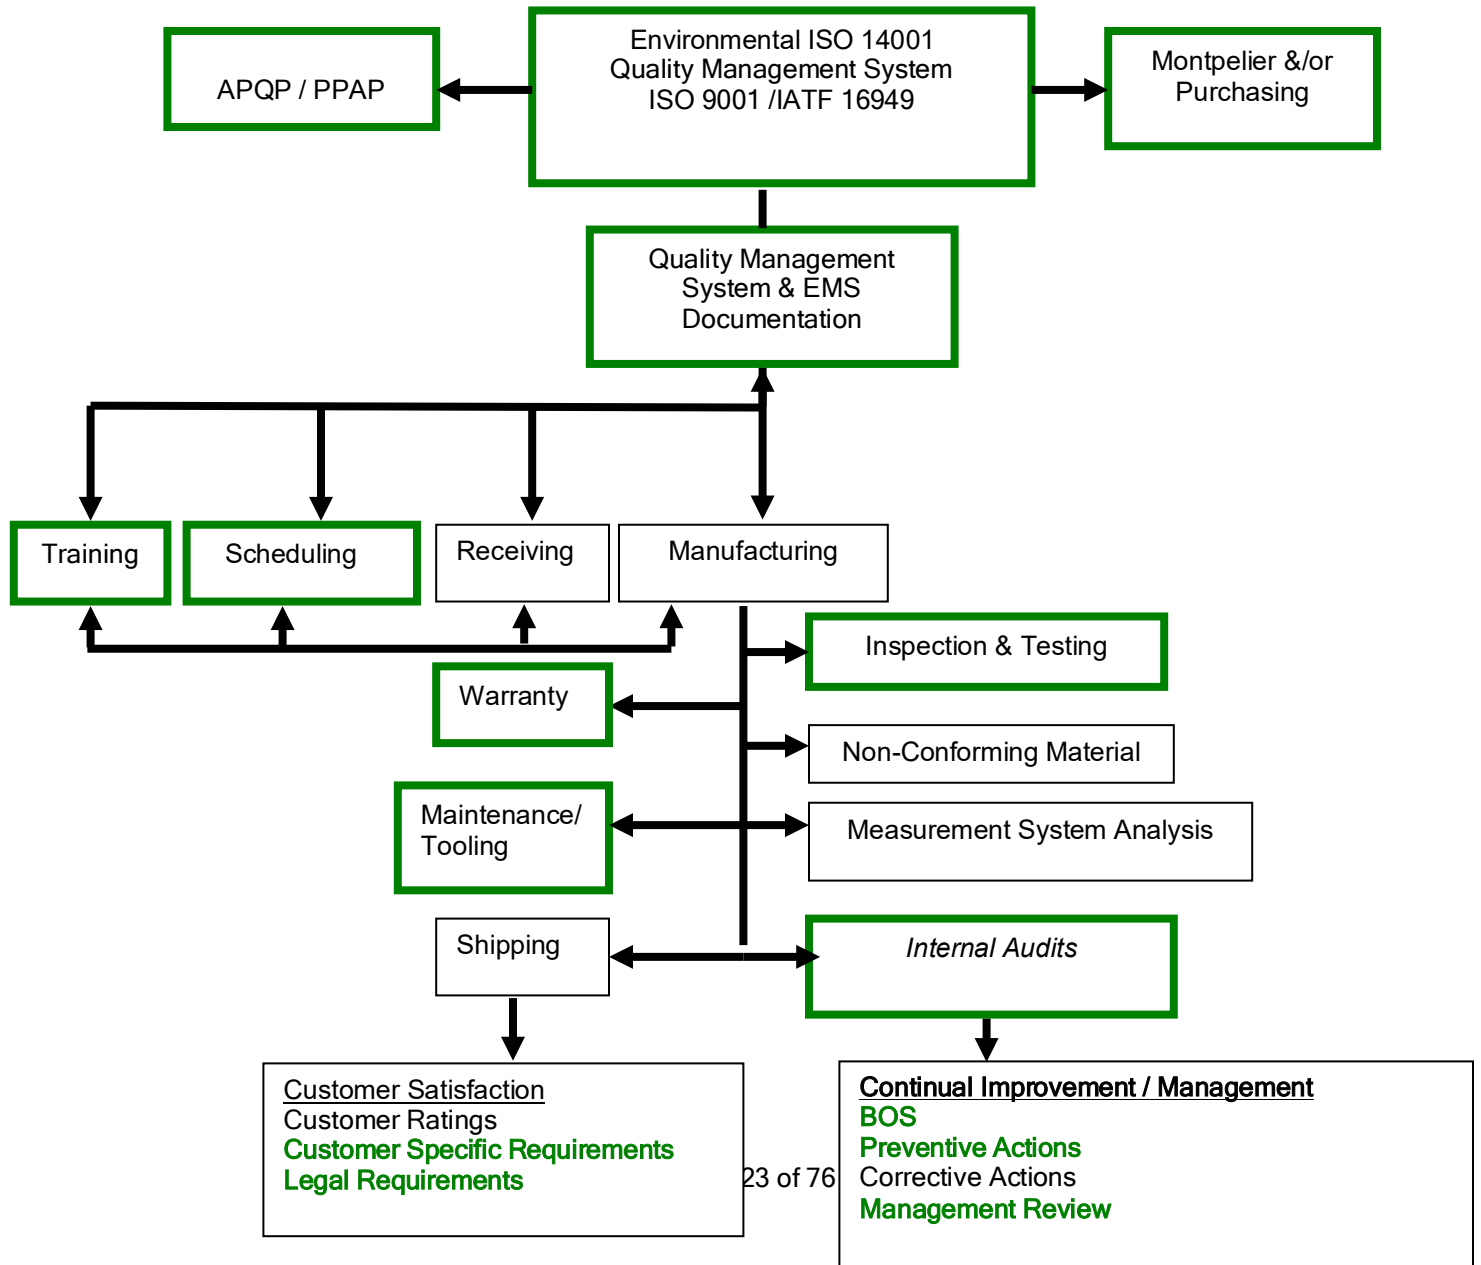 Environmental ISO 14001
Quality Management System
ISO 9001 /IATF 16949
APQP / PPAP
Montpelier &/or
Purchasing
Quality Management
System & EMS
Documentation
Training
Scheduling
Receiving
Manufacturing
Inspection & Testing
Warranty
Non-Conforming Material
Maintenance/
Tooling
Measurement System Analysis
Shipping
Internal Audits
Customer Satisfaction
Customer Ratings
Customer Specific Requirements
Legal Requirements
23 of 76
Continual Improvement / Management
BOS
Preventive Actions
Corrective Actions
Management Review